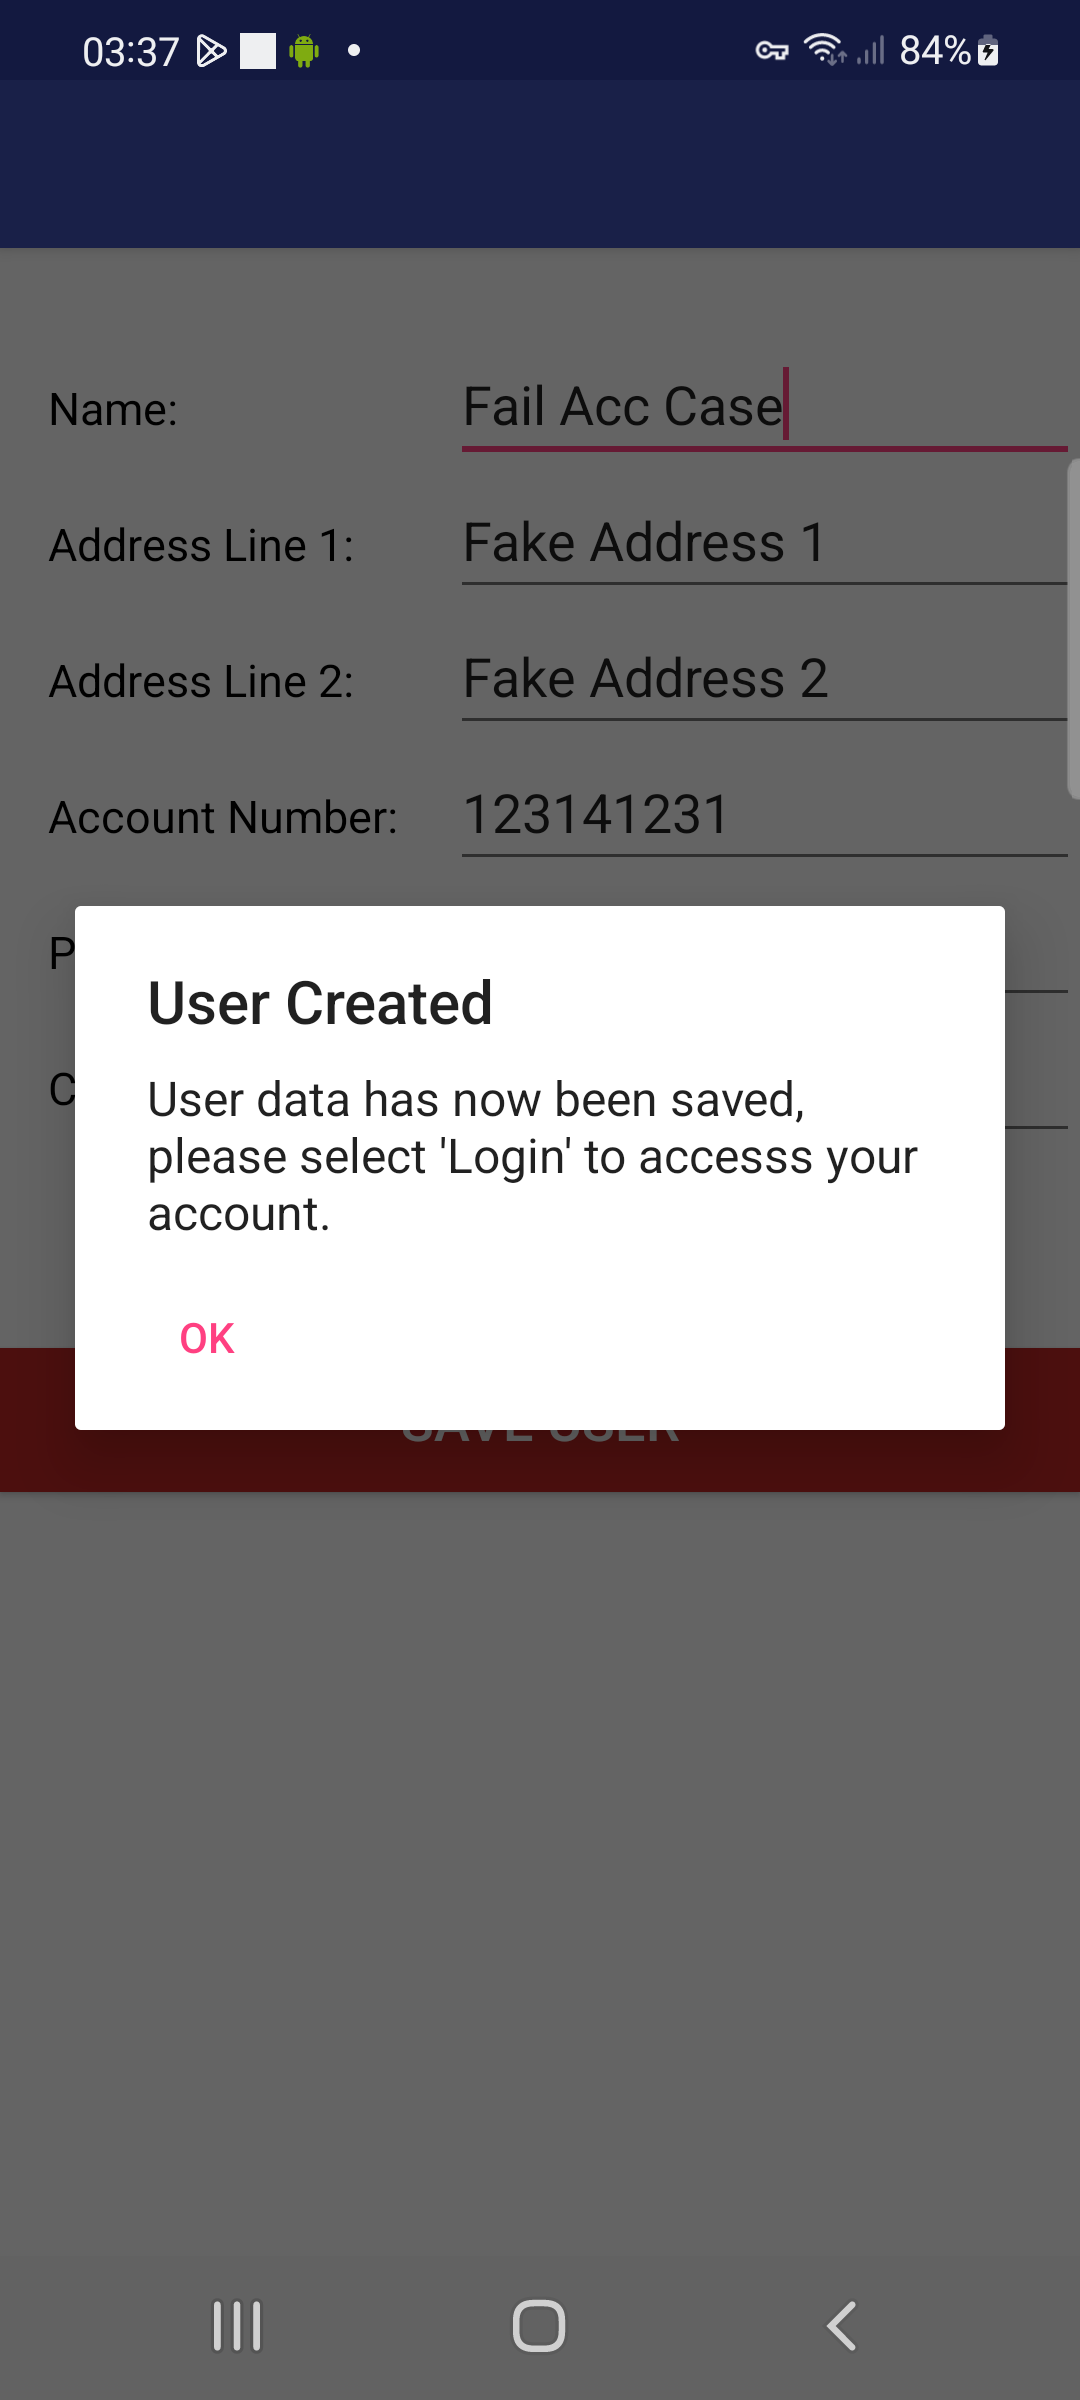 03:37
84%
Name: Fail Acc Case
Address Line 1: Fake Address 1
Address Line 2: Fake Address 2
Account Number: 123141231
P
User Created
User data has now been saved,
C
please select 'Login' to accesss your
account.
OK
SAVE USER